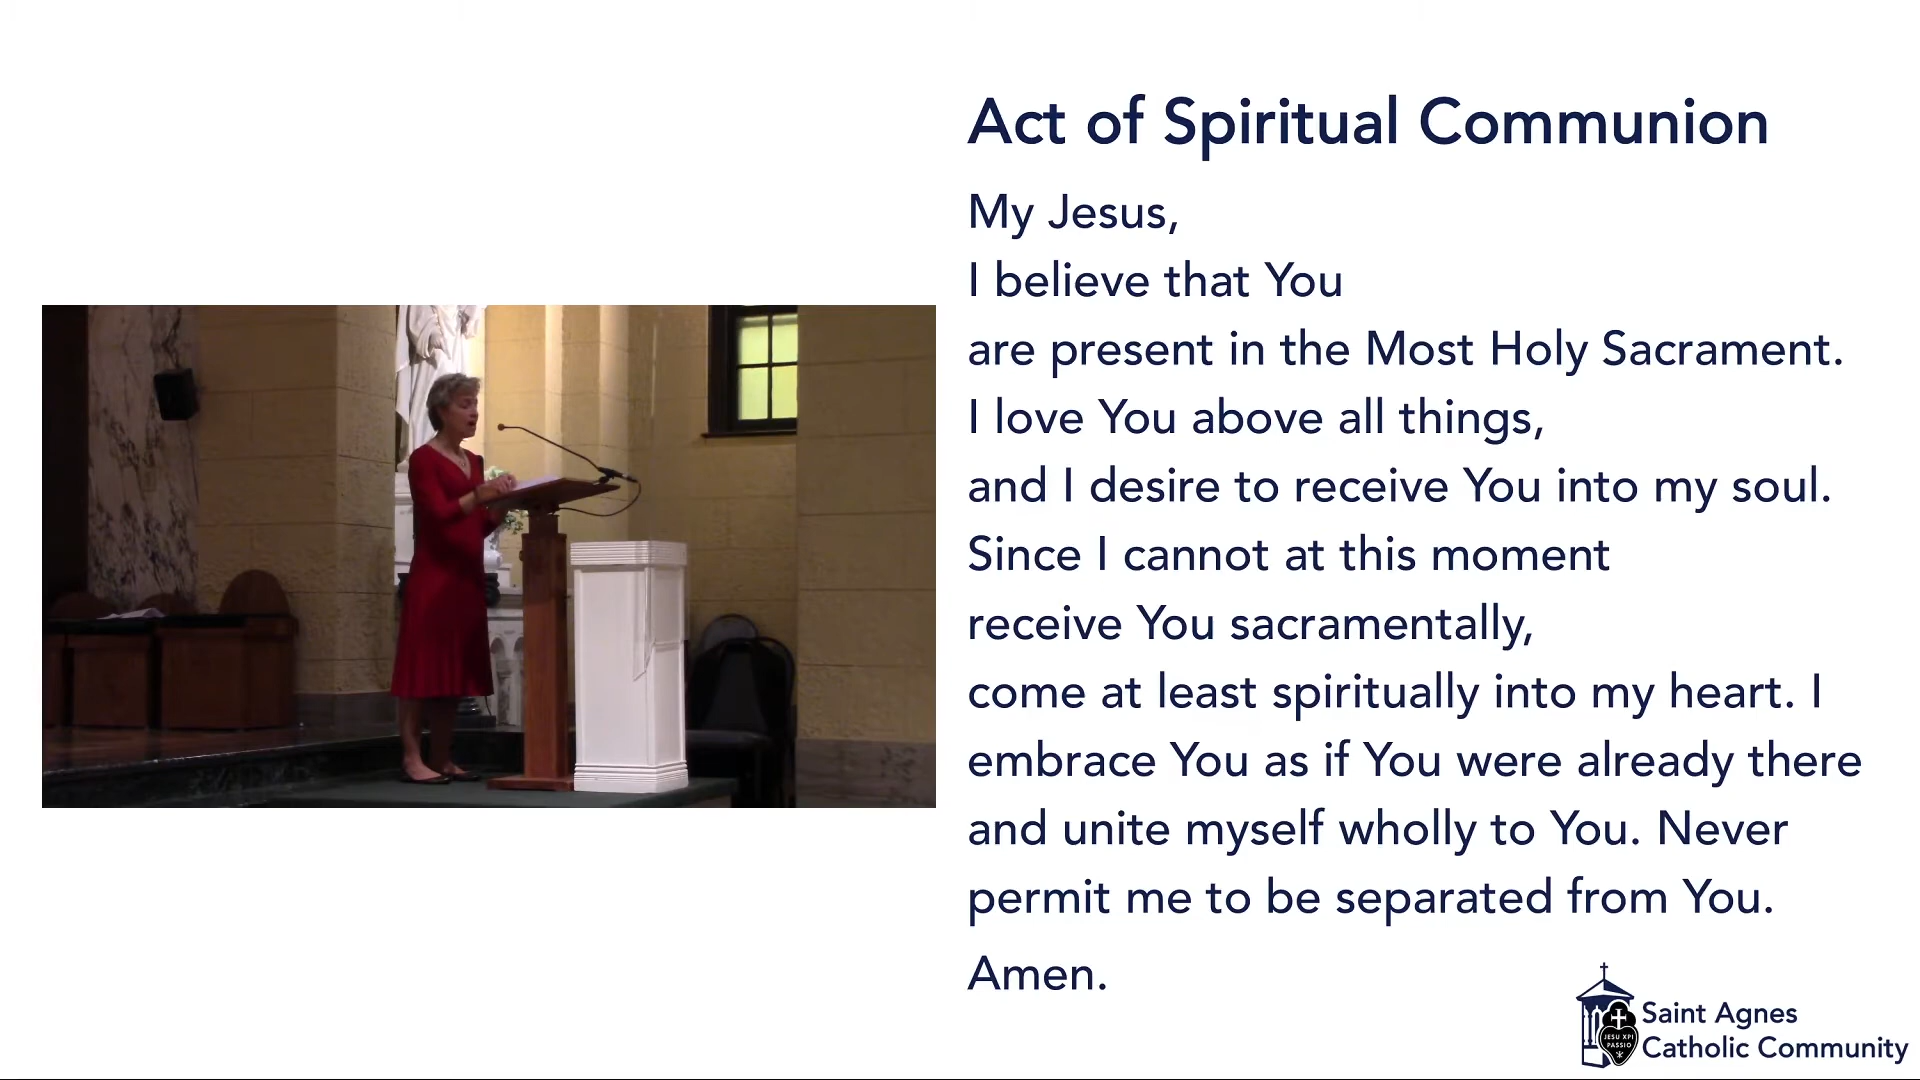 Act of Spiritual Communion
My Jesus,
I believe that You
are present in the Most Holy Sacrament.
I love You above all things,
and I desire to receive You into my soul.
Since I cannot at this moment
receive You sacramentally,
come at least spiritually into my heart. I
embrace You as if You were already there
and unite myself wholly to You. Never
permit me to be separated from You.
Amen.
JESU XPI
PASSIO
Saint Agnes
Catholic Community